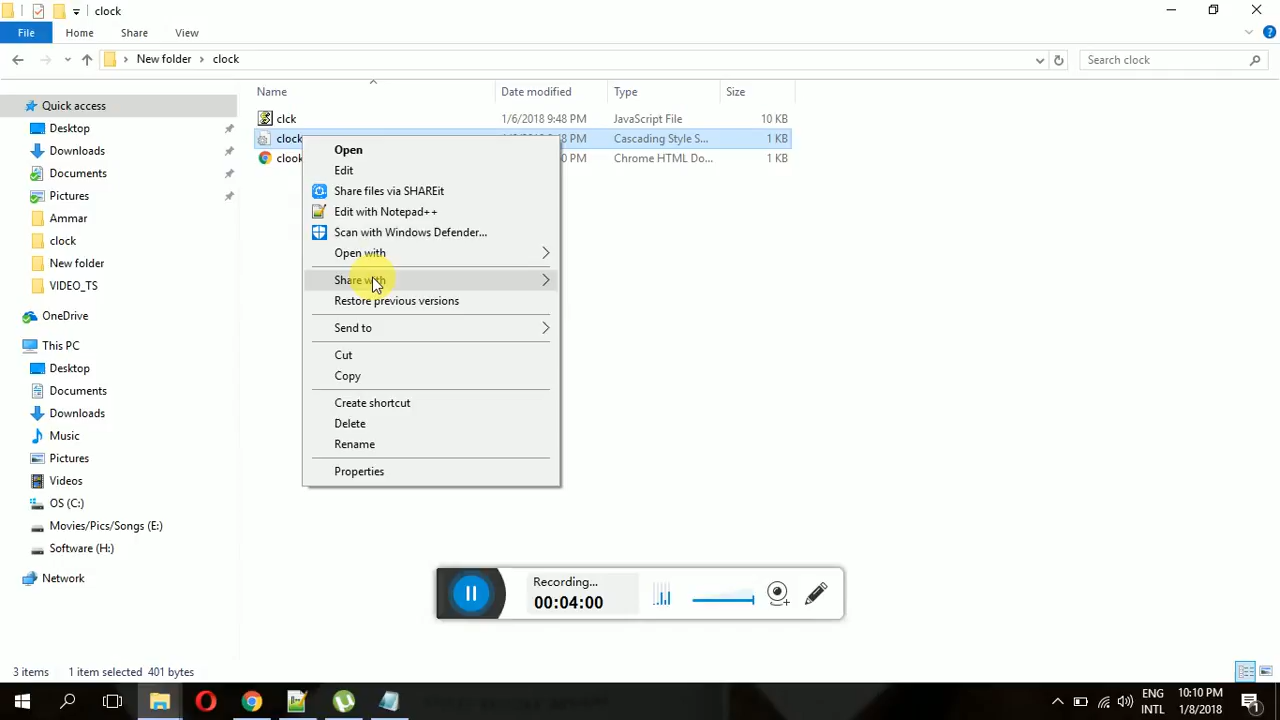 clock
File
Home
Share
View
New folder
clock
Search clock
Name
Date modified
Type
Size
clck
1/6/2018 9:48 PM
JavaScript File
10 KB
clock
PM
Cascading Style S...
1 KB
PM
Chrome HTML Do...
1 KB
Quick access
Desktop
Downloads
Documents
Pictures
Ammar
clock
New folder
VIDEO_TS
OneDrive
This PC
Desktop
Documents
Downloads
Music
Pictures
Videos
OS (C:)
Movies/Pics/Songs (E:)
Software (H:)
Network
Open
Edit
Share files via SHAREit
Edit with Notepad++
Scan with Windows Defender...
Open with
Share with
Restore previous versions
Send to
Cut
Copy
Create shortcut
Delete
Rename
Properties
Recording...
00:04:00
3 items
1 item selected 401 bytes
ENG
INTL
10:10 PM
1/8/2018
1